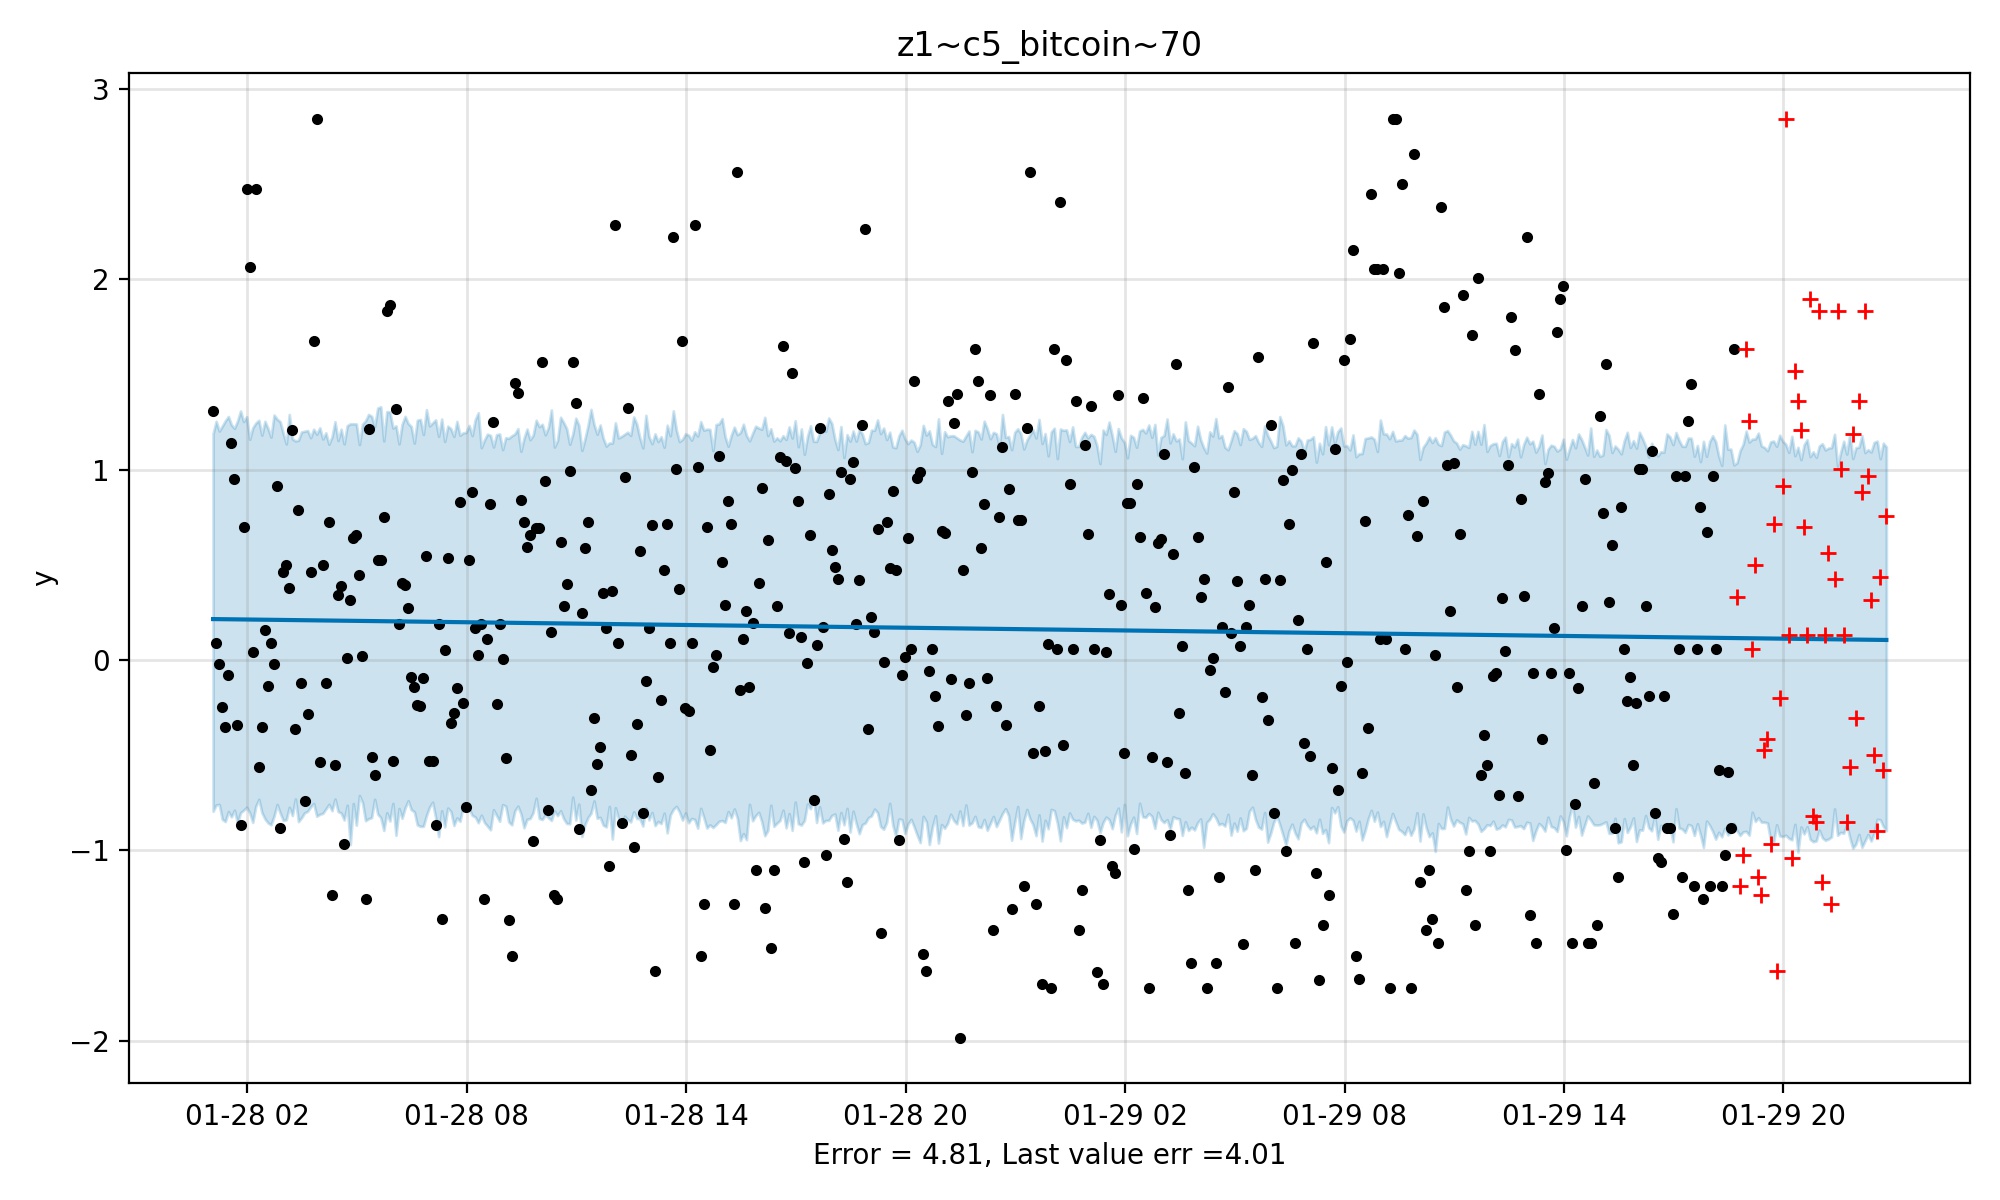 z1~c5_bitcoin~70
3
2
1
0
−1
−2
y
01-28 02 01-28 08 01-28 14 01-28 20 01-29 02 01-29 08 01-29 14 01-29 20
Error = 4.81, Last value err =4.01